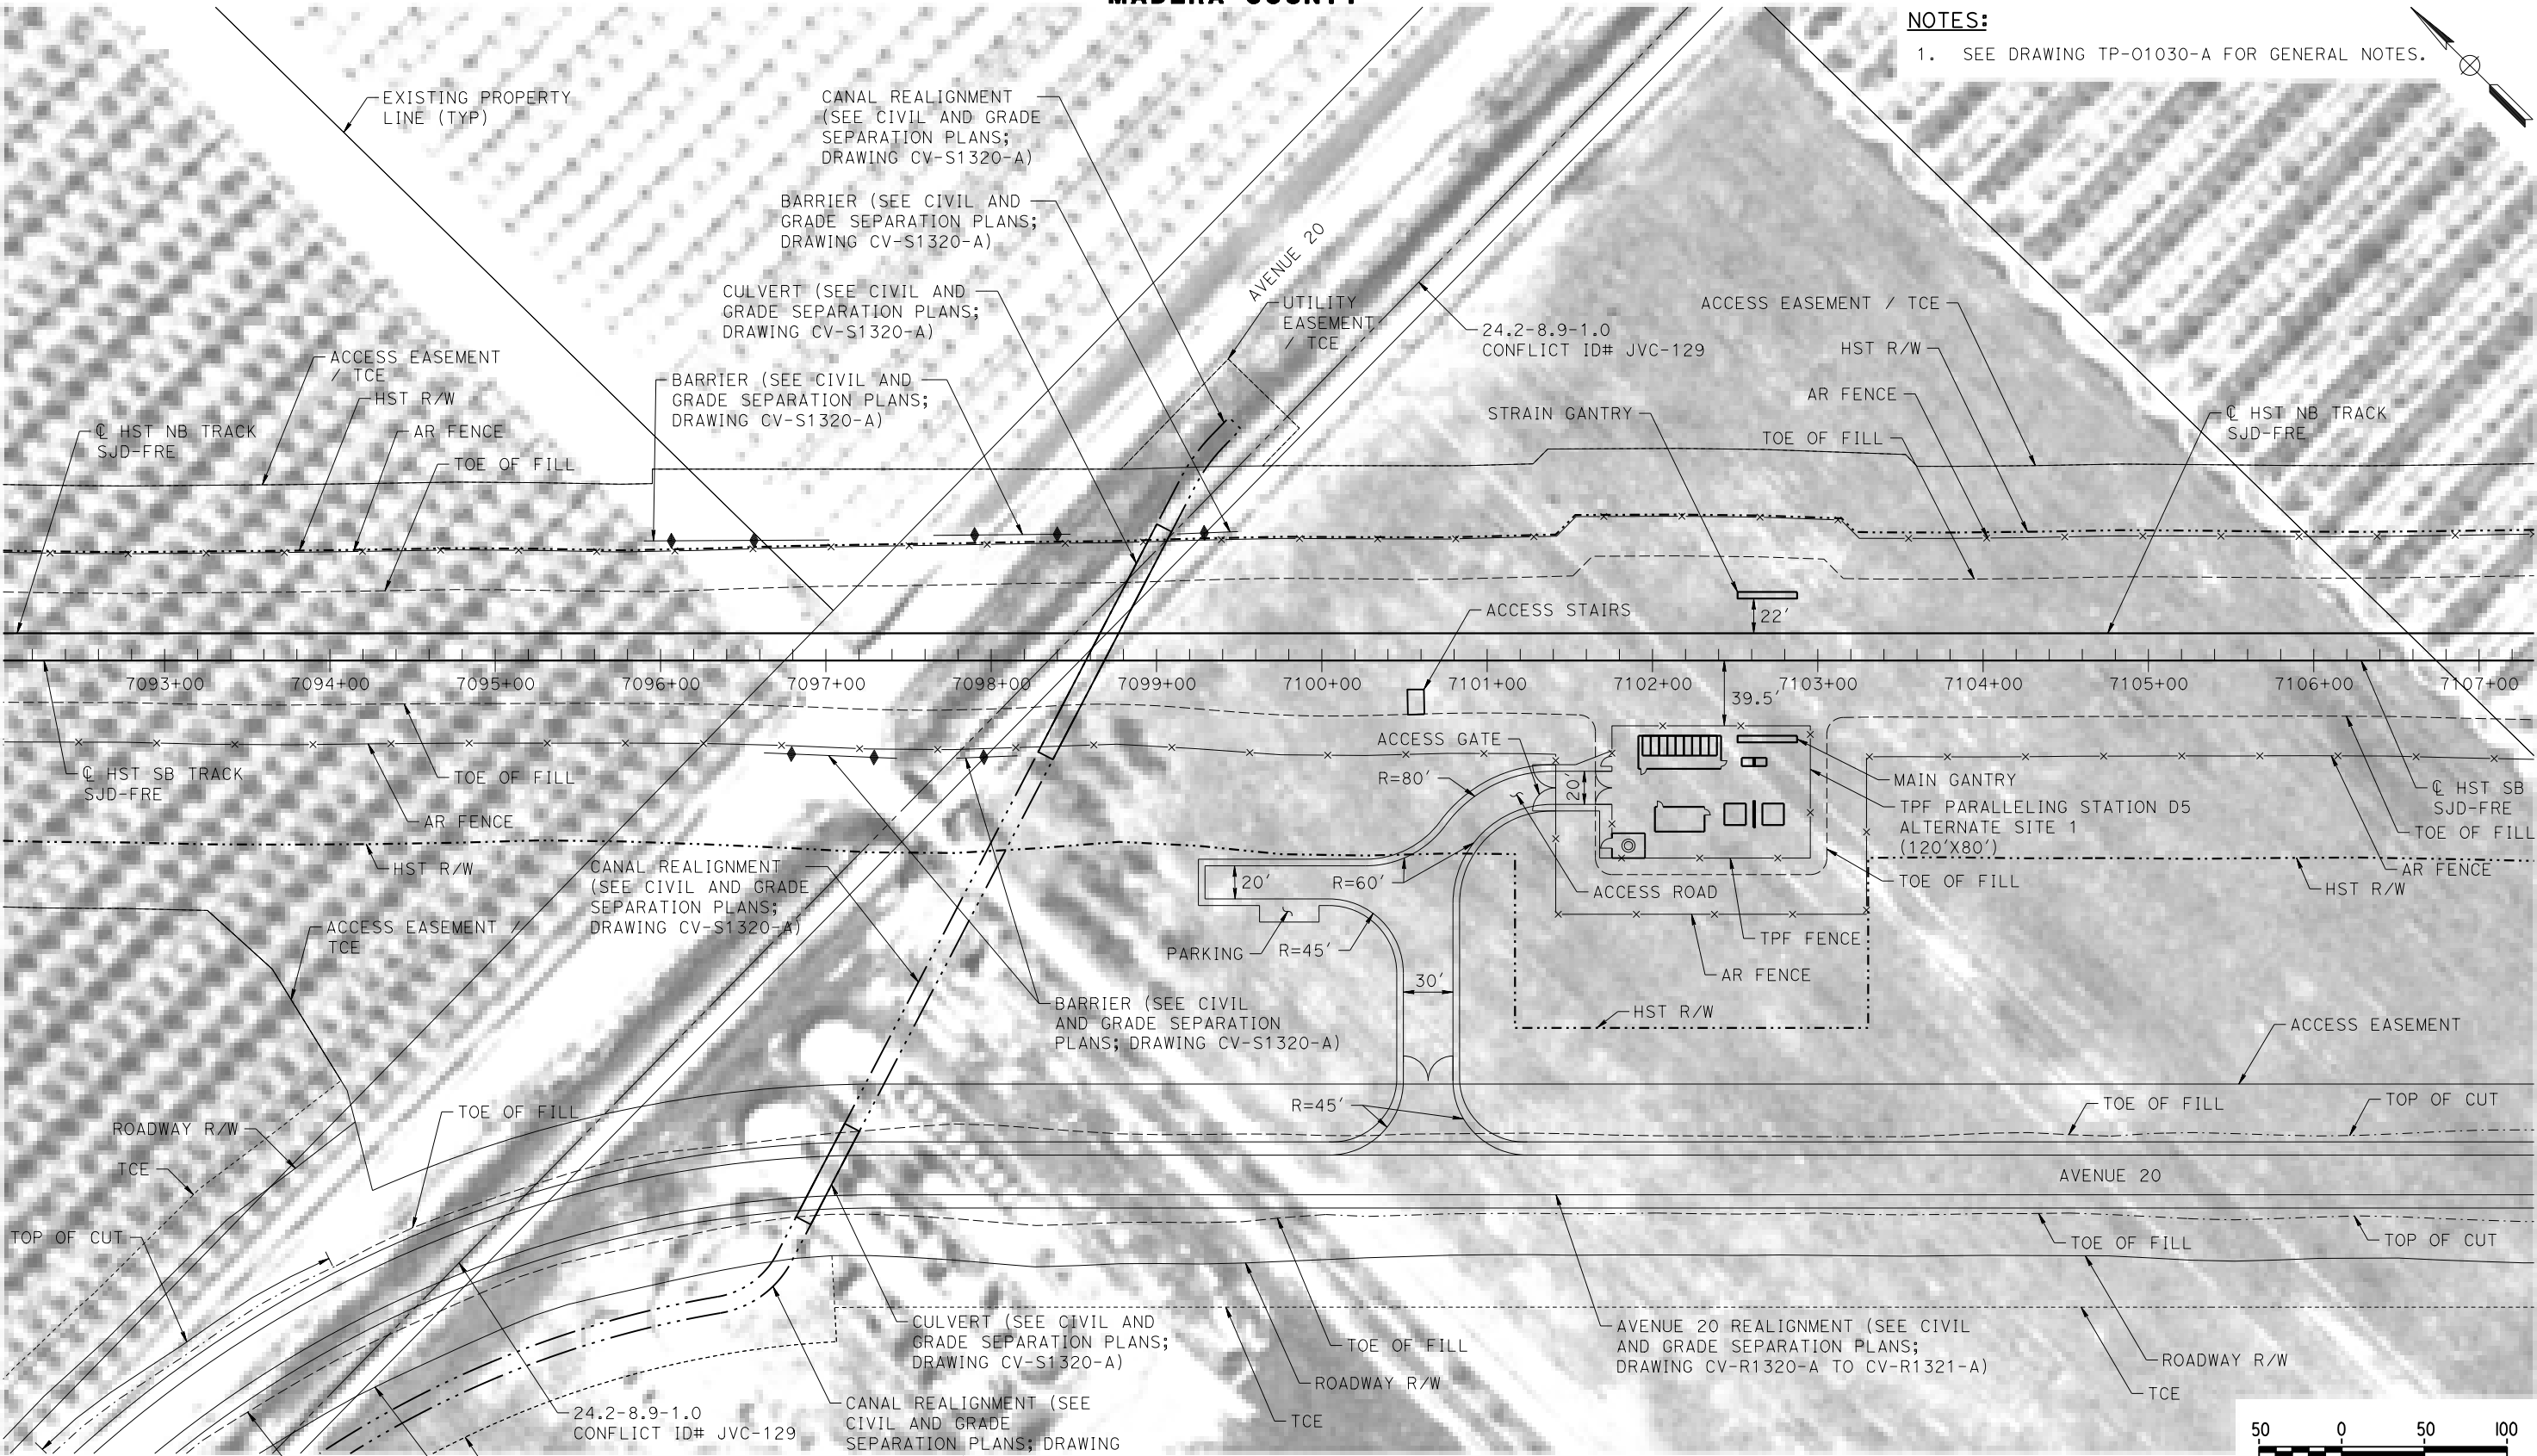 NOTES:
1. SEE DRAWING TP-01030-A FOR GENERAL NOTES.
EXISTING PROPERTY
LINE (TYP)
CANAL REALIGNMENT
(SEE CIVIL AND GRADE
SEPARATION PLANS;
DRAWING CV-S1320-A)
BARRIER (SEE CIVIL AND
GRADE SEPARATION PLANS;
DRAWING CV-S1320-A)
AVENUE 20
CULVERT (SEE CIVIL AND
GRADE SEPARATION PLANS;
DRAWING CV-S1320-A)
UTILITY
EASEMENT
/ TCE
24.2-8.9-1.0
CONFLICT ID# JVC-129
ACCESS EASEMENT / TCE
HST R/W
AR FENCE
TOE OF FILL
STRAIN GANTRY
℄ HST NB TRACK
SJD-FRE
ACCESS EASEMENT
/ TCE
HST R/W
AR FENCE
TOE OF FILL
℄ HST NB TRACK
SJD-FRE
BARRIER (SEE CIVIL AND
GRADE SEPARATION PLANS;
DRAWING CV-S1320-A)
ACCESS STAIRS
22'
7093+00
7094+00
7095+00
7096+00
7097+00
7098+00
7099+00
7100+00
7101+00
7102+00
7103+00
7104+00
7105+00
7106+00
7107+00
39.5'
ACCESS GATE
R=80'
20'
℄ HST SB TRACK
SJD-FRE
TOE OF FILL
AR FENCE
HST R/W
MAIN GANTRY
TPF PARALLELING STATION D5
ALTERNATE SITE 1
(120'X80')
TOE OF FILL
℄ HST SB
SJD-FRE
TOE OF FILL
AR FENCE
HST R/W
CANAL REALIGNMENT
(SEE CIVIL AND GRADE
SEPARATION PLANS;
DRAWING CV-S1320-A)
20'
R=60'
ACCESS ROAD
ACCESS EASEMENT /
TCE
PARKING
R=45'
TPF FENCE
AR FENCE
30'
HST R/W
BARRIER (SEE CIVIL
AND GRADE SEPARATION
PLANS; DRAWING CV-S1320-A)
ACCESS EASEMENT
TOE OF FILL
ROADWAY R/W
TCE
TOP OF CUT
R=45'
TOE OF FILL
TOP OF CUT
AVENUE 20
TOE OF FILL
TOP OF CUT
CULVERT (SEE CIVIL AND
GRADE SEPARATION PLANS;
DRAWING CV-S1320-A)
TOE OF FILL
ROADWAY R/W
TCE
AVENUE 20 REALIGNMENT (SEE CIVIL
AND GRADE SEPARATION PLANS;
DRAWING CV-R1320-A TO CV-R1321-A)
ROADWAY R/W
TCE
24.2-8.9-1.0
CONFLICT ID# JVC-129
CANAL REALIGNMENT (SEE
CIVIL AND GRADE
SEPARATION PLANS; DRAWING
50 0 50 100